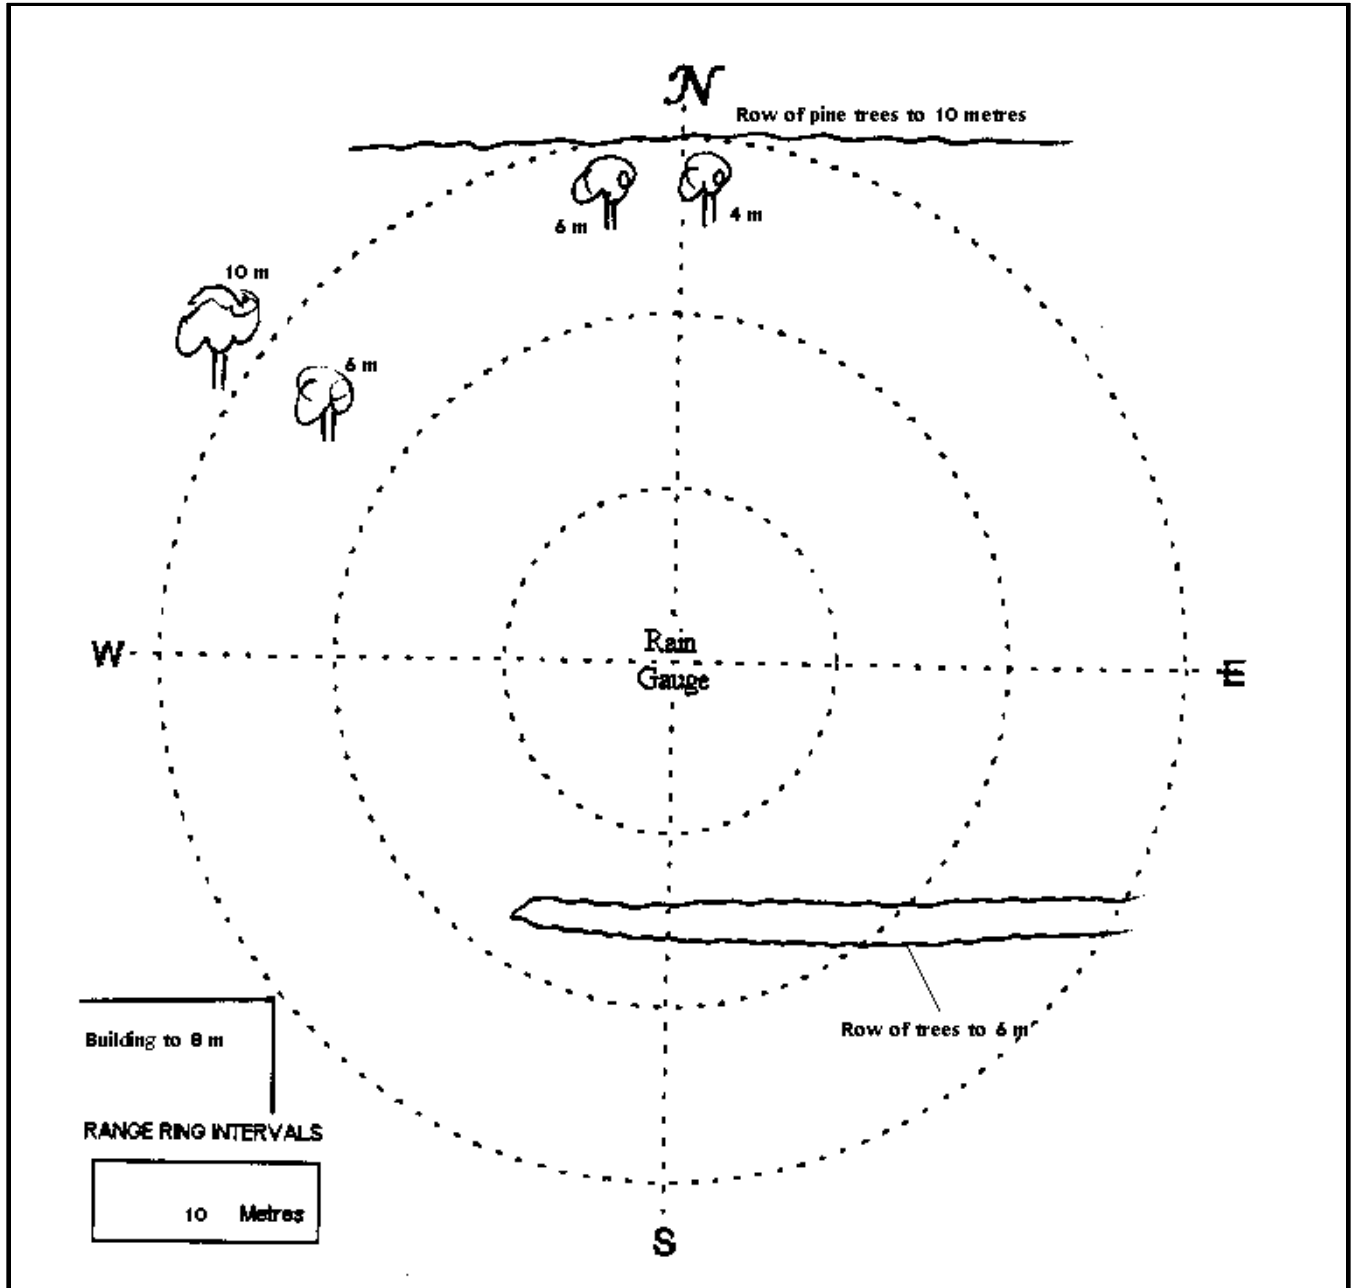 N
Row of pine trees to 10 metres
6 m
4 m
10 m
6 m
Rain
Gauge
W
E
Row of trees to 6 m
Building to 8 m
RANGE RING INTERVALS
10 Metres
S